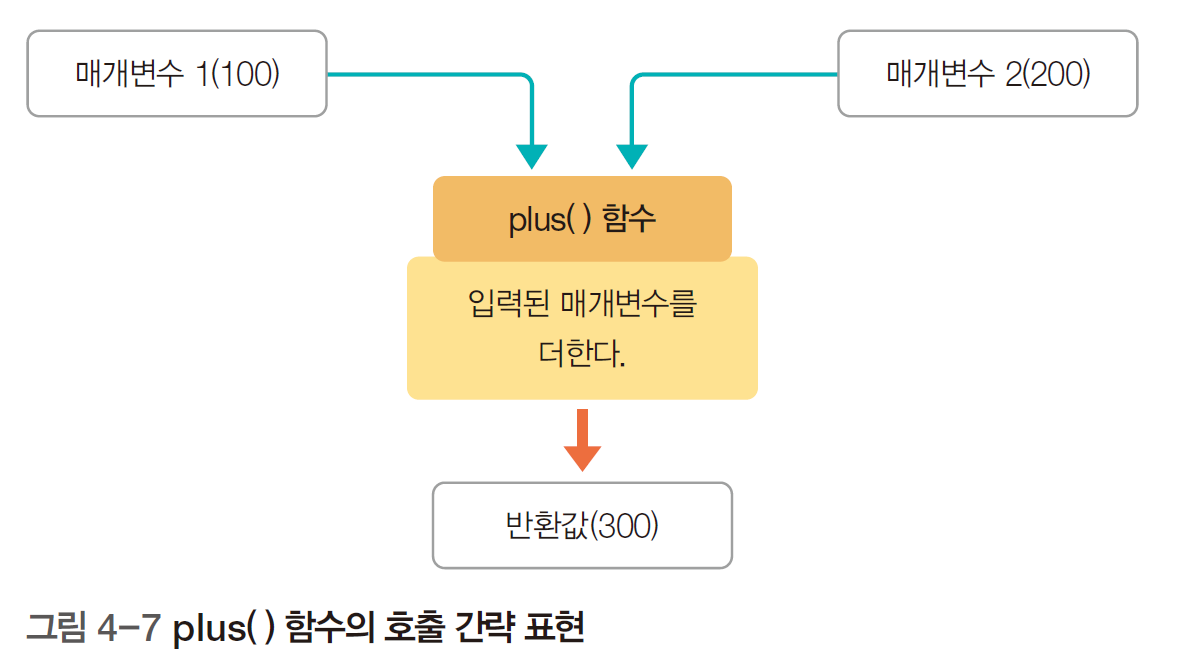 매개변수 1(100)
매개변수 2(200)
plus( ) 함수
입력된 매개변수를
더한다.
반환값(300)
그림 4-7 plus( ) 함수의 호출 간략 표현